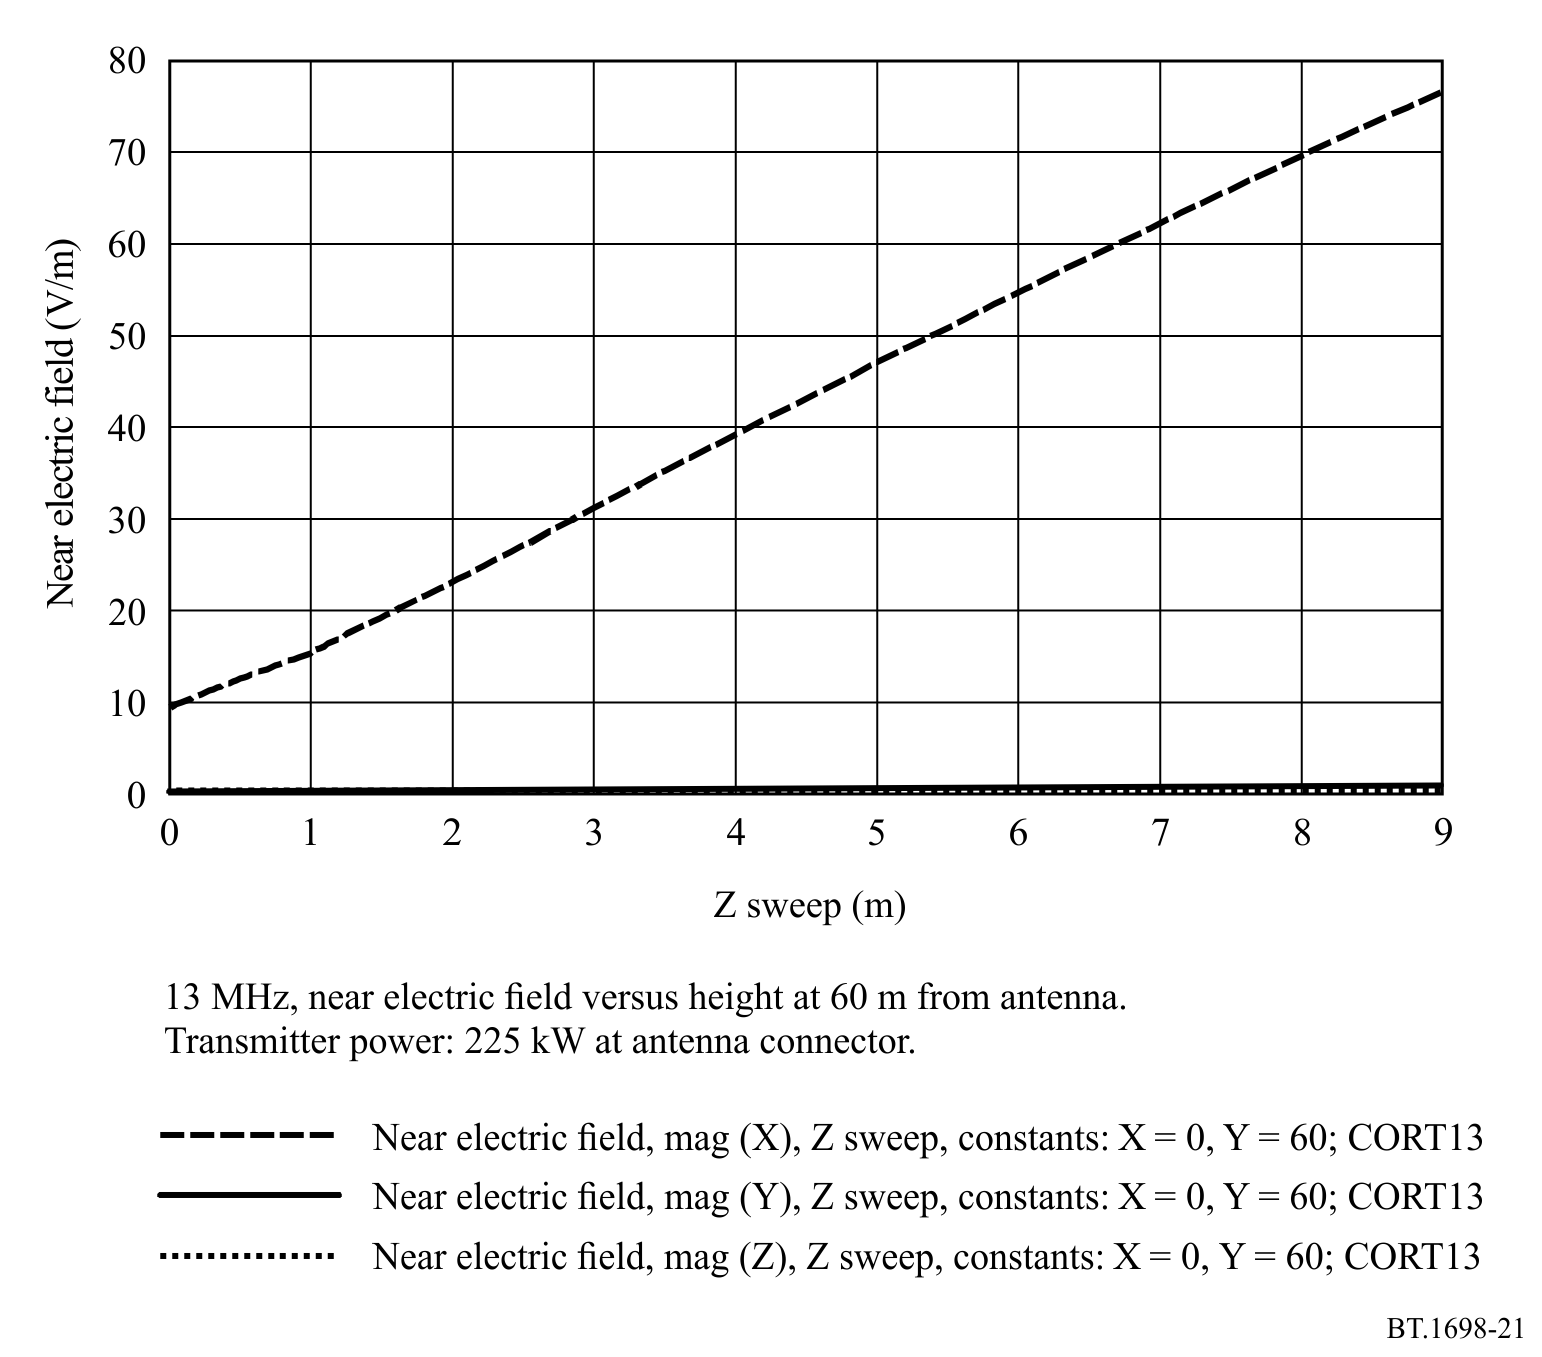 80
70
60
50
40
30
20
10
0
Near electric field (V/m)
0 1 2 3 4 5 6 7 8 9
Z sweep (m)
13 MHz, near electric field versus height at 60 m from antenna.
Transmitter power: 225 kW at antenna connector.
Near electric field, mag (X), Z sweep, constants: X = 0, Y = 60; CORT13
Near electric field, mag (Y), Z sweep, constants: X = 0, Y = 60; CORT13
Near electric field, mag (Z), Z sweep, constants: X = 0, Y = 60; CORT13
BT.1698-21